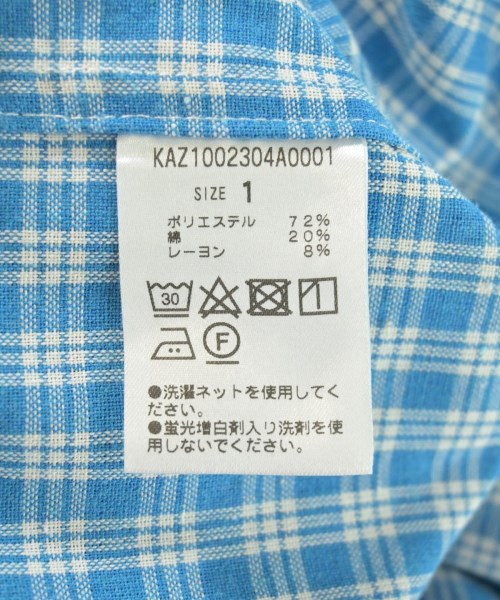 KAZ1002304A0001
SIZE 1
ポリエステル 72%
綿 20%
レーヨン 8%
30
F
●洗濯ネットを使用してく
ださい。
●蛍光増白剤入り洗剤を使
用しないでください。